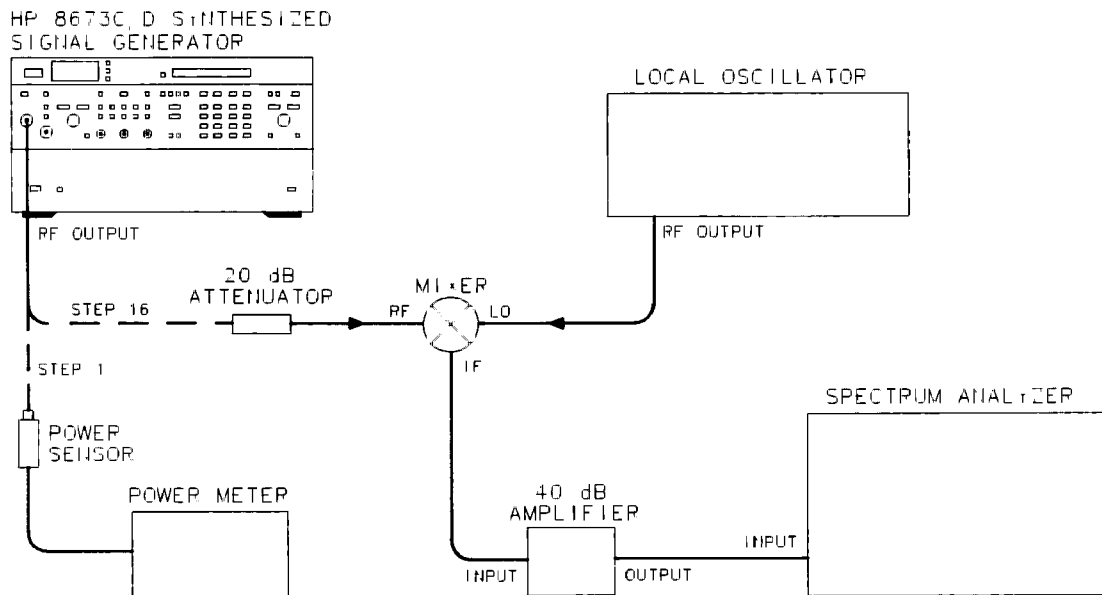 HP 8673C, D SYNTHESIZED
SIGNAL GENERATOR
LOCAL OSCILLATOR
RF OUTPUT
RF OUTPUT
20 dB
ATTENUATOR
MIXER
STEP 16
RF
LO
IF
STEP 1
SPECTRUM ANALYZER
POWER
SENSOR
POWER METER
40 dB
AMPLIFIER
INPUT
INPUT
OUTPUT